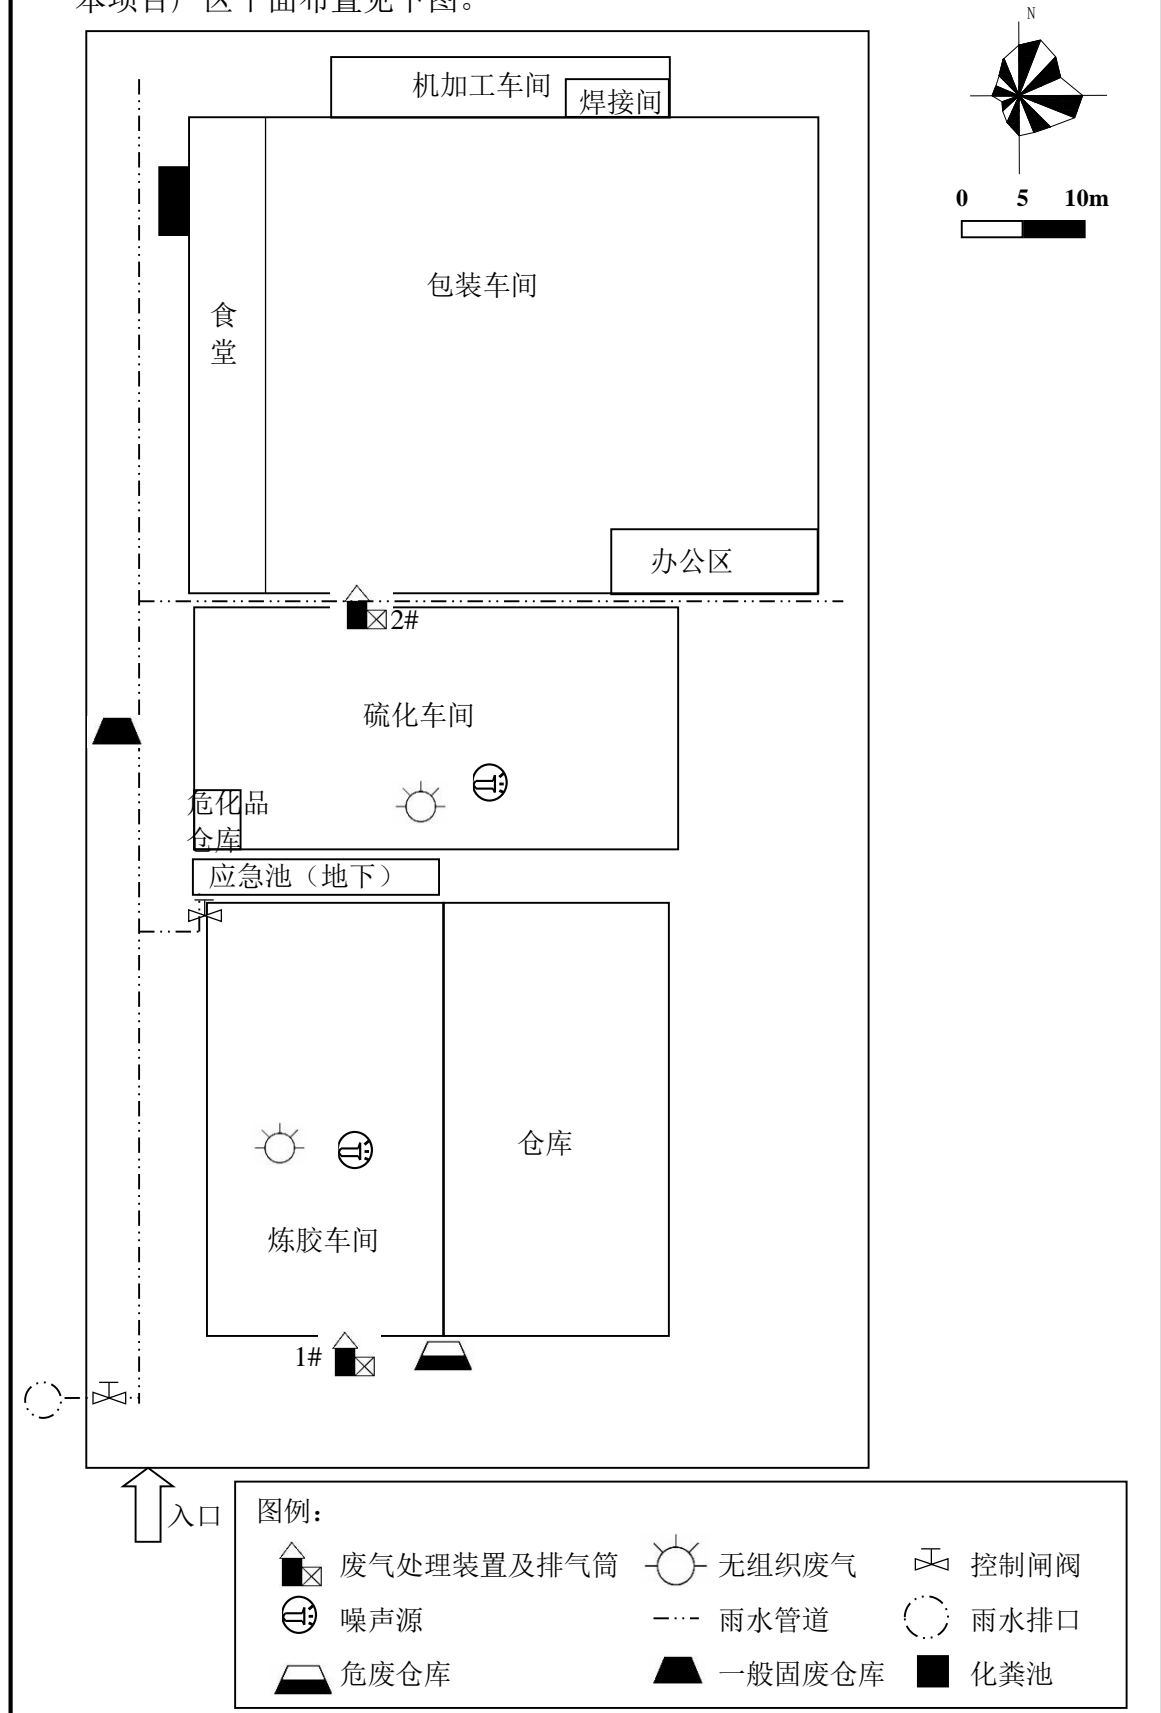 本项目厂区平面布置见下图。
N
机加工车间
焊接间
0 5 10m
包装车间
食
堂
办公区
2#
硫化车间
危化品
仓库
应急池（地下）
仓库
炼胶车间
1#
入口
图例：
废气处理装置及排气筒 无组织废气 控制闸阀
噪声源 雨水管道 雨水排口
危废仓库 一般固废仓库 化粪池